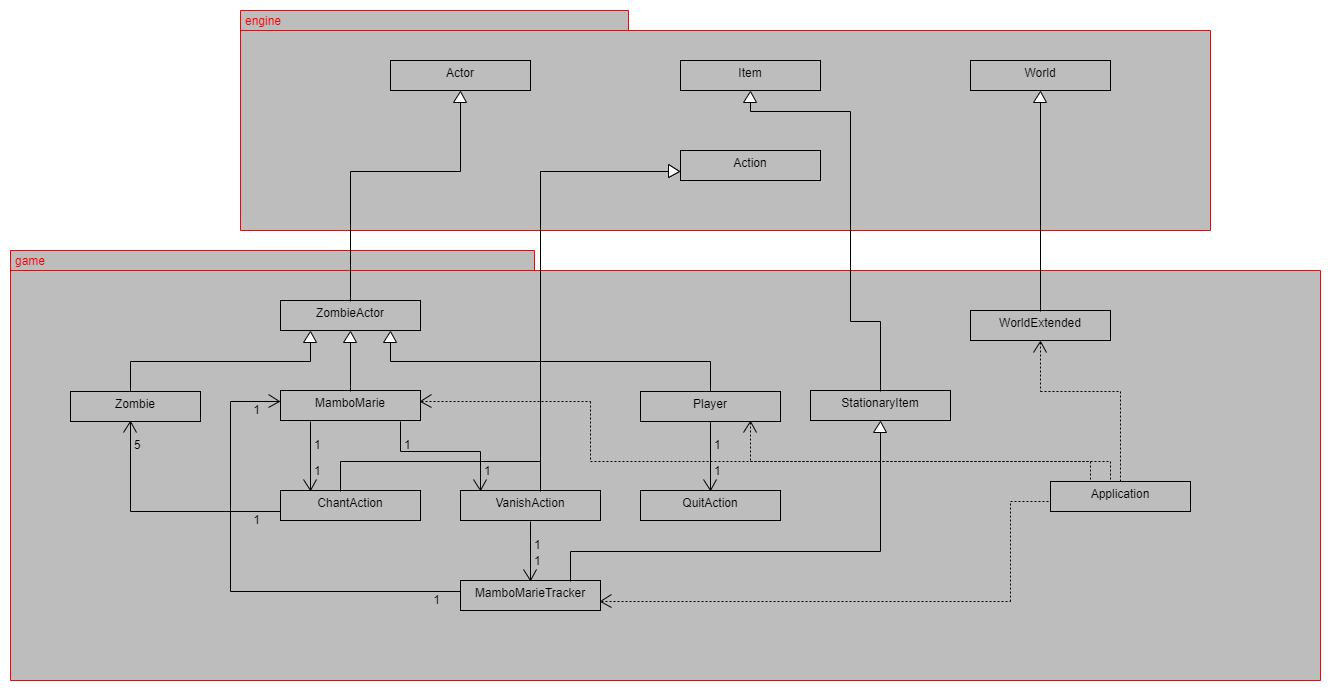 engine
Actor
Item
World
Action
game
ZombieActor
WorldExtended
Zombie
MamboMarie
Player
StationaryItem
1
5
1
1
1
1
1
1
ChantAction
VanishAction
QuitAction
Application
1
1
1
MamboMarieTracker
1